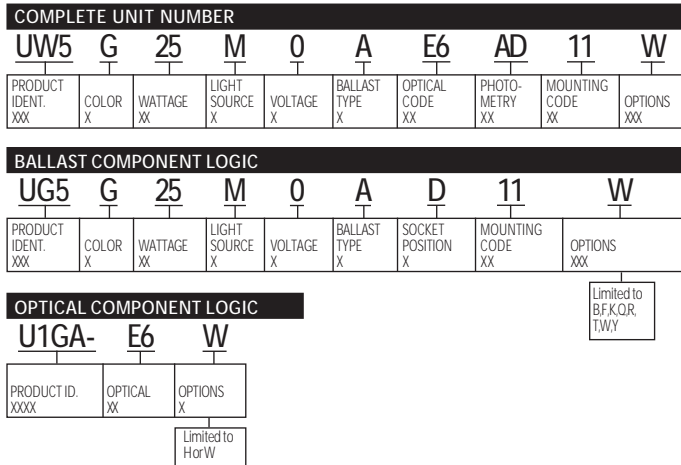 COMPLETE UNIT NUMBER
UW5 G 25 M 0 A E6 AD 11 W
PRODUCT IDENT. XXX
COLOR X
WATTAGE XX
LIGHT SOURCE X
VOLTAGE X
BALLAST TYPE X
OPTICAL CODE XX
PHOTO- METRY XX
MOUNTING CODE XX
OPTIONS XXX
BALLAST COMPONENT LOGIC
UG5 G 25 M 0 A D 11 W
PRODUCT IDENT. XXX
COLOR X
WATTAGE XX
LIGHT SOURCE X
VOLTAGE X
BALLAST TYPE X
SOCKET POSITION X
MOUNTING CODE XX
OPTIONS XXX
Limited to
B,F,K,Q,R,
T,W,Y
OPTICAL COMPONENT LOGIC
U1GA- E6 W
PRODUCT ID. XXXX
OPTICAL XX
OPTIONS X
Limited to
H or W